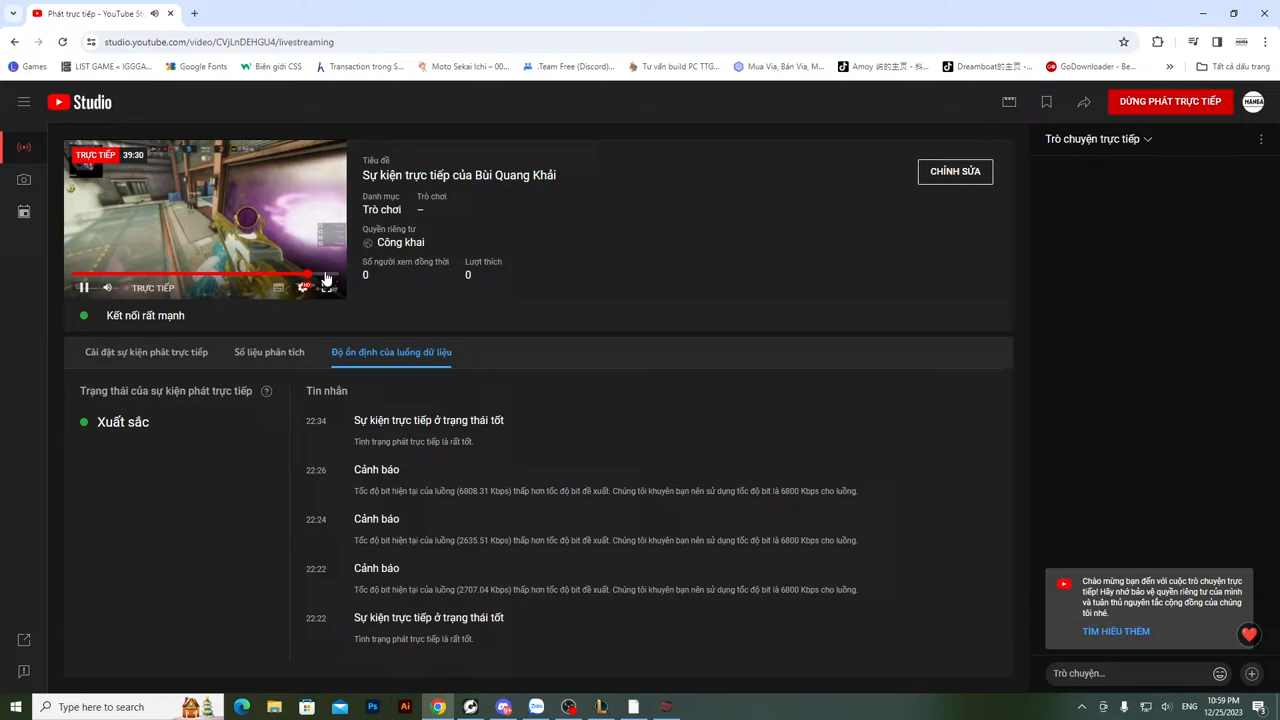 Phát trực tiếp - YouTube St
studio.youtube.com/video/CVjLnDEHGU4/livestreaming
Games
LIST GAME (« IGGGA...
Google Fonts
Biên giới CSS
Transaction trong S...
Moto Sekai Ichi – 00...
.Team Free (Discord)...
Tư vấn build PC TTG...
Mua Via, Bán Via, M...
Amoy 阿的主页 - 抖...
Dreamboat的主页 -...
GoDownloader - Be...
»
Tất cả dấu trang
Studio
DỪNG PHÁT TRỰC TIẾP
MANGA
TRỰC TIẾP 39:30
TRỰC TIẾP
HD
Kết nối rất mạnh
Tiêu đề
Sự kiện trực tiếp của Bùi Quang Khải
Danh mục Trò chơi
Trò chơi –
Quyền riêng tư
Công khai
Số người xem đồng thời Lượt thích
0 0
CHỈNH SỬA
Cài đặt sự kiện phát trực tiếp
Số liệu phân tích
Độ ổn định của luồng dữ liệu
Trạng thái của sự kiện phát trực tiếp
Xuất sắc
Tin nhắn
22:34 Sự kiện trực tiếp ở trạng thái tốt
Tình trạng phát trực tiếp là rất tốt.
22:26 Cảnh báo
Tốc độ bit hiện tại của luồng (6808.31 Kbps) thấp hơn tốc độ bit đề xuất. Chúng tôi khuyên bạn nên sử dụng tốc độ bit là 6800 Kbps cho luồng.
22:24 Cảnh báo
Tốc độ bit hiện tại của luồng (2635.51 Kbps) thấp hơn tốc độ bit đề xuất. Chúng tôi khuyên bạn nên sử dụng tốc độ bit là 6800 Kbps cho luồng.
22:22 Cảnh báo
Tốc độ bit hiện tại của luồng (2707.04 Kbps) thấp hơn tốc độ bit đề xuất. Chúng tôi khuyên bạn nên sử dụng tốc độ bit là 6800 Kbps cho luồng.
22:22 Sự kiện trực tiếp ở trạng thái tốt
Tình trạng phát trực tiếp là rất tốt.
Trò chuyện trực tiếp
Chào mừng bạn đến với cuộc trò chuyện trực
tiếp! Hãy nhớ bảo vệ quyền riêng tư của mình
và tuân thủ nguyên tắc cộng đồng của chúng
tôi nhé.
TÌM HIỂU THÊM
Trò chuyện...
Type here to search
Ps
Ai
Zalo
ENG
10:59 PM
12/25/2023